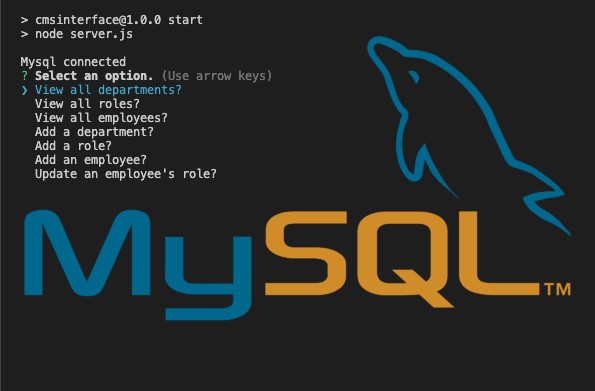 > cmsinterface@1.0.0 start
> node server.js
Mysql connected
? Select an option. (Use arrow keys)
❯ View all departments?
View all roles?
View all employees?
Add a department?
Add a role?
Add an employee?
Update an employee's role?
MySQL™